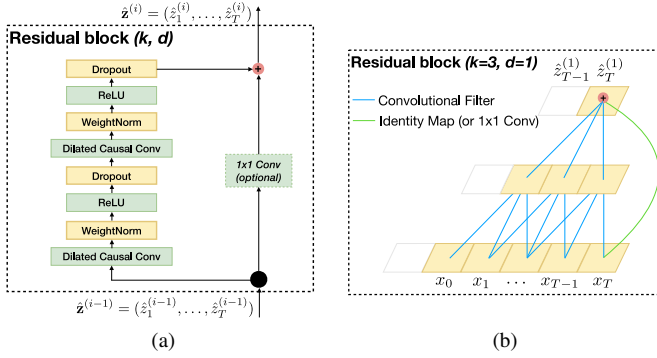 ẑ^(i) = (ẑ_1^(i), . . . , ẑ_T^(i))
Residual block (k, d)
Dropout
+
ReLU
WeightNorm
Dilated Causal Conv
1x1 Conv
(optional)
Dropout
ReLU
WeightNorm
Dilated Causal Conv
ẑ^(i−1) = (ẑ_1^(i−1), . . . , ẑ_T^(i−1))
(a)
Residual block (k=3, d=1)
ẑ_{T−1}^(1) ẑ_T^(1)
+
Convolutional Filter
Identity Map (or 1x1 Conv)
x_0 x_1 . . . x_{T−1} x_T
(b)